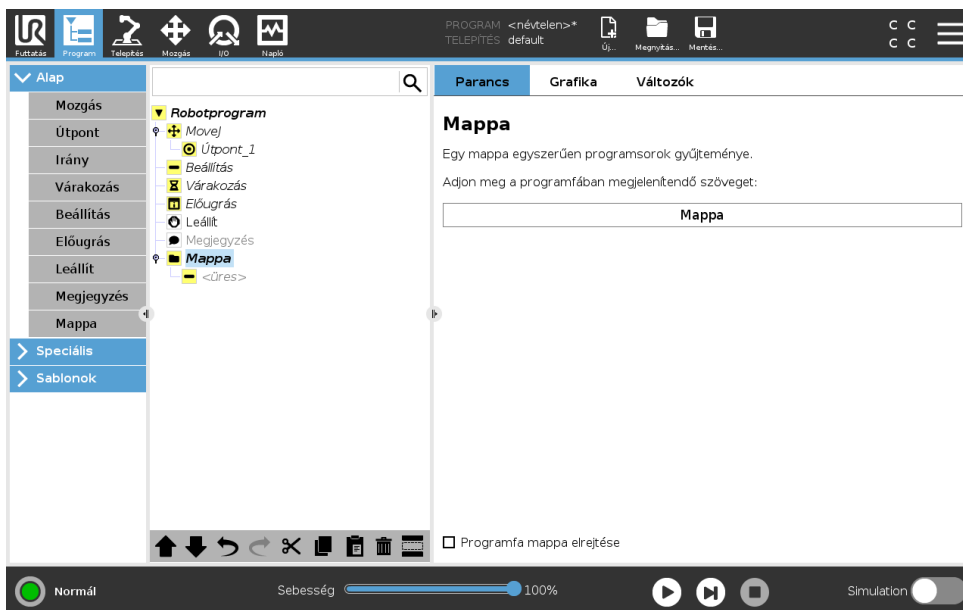 UR
Futtatás
Program
Telepítés
Mozgás
I/O
Napló
PROGRAM <névtelen>*
TELEPÍTÉS default
Új...
Megnyitás...
Mentés...
C C
C C
Alap
Mozgás
Útpont
Irány
Várakozás
Beállítás
Előugrás
Leállít
Megjegyzés
Mappa
Speciális
Sablonok
Robotprogram
MoveJ
Útpont_1
Beállítás
Várakozás
Előugrás
Leállít
Megjegyzés
Mappa
<üres>
Parancs Grafika Változók
Mappa
Egy mappa egyszerűen programsorok gyűjteménye.
Adjon meg a programfában megjelenítendő szöveget:
Mappa
Programfa mappa elrejtése
Normál
Sebesség
100%
Simulation